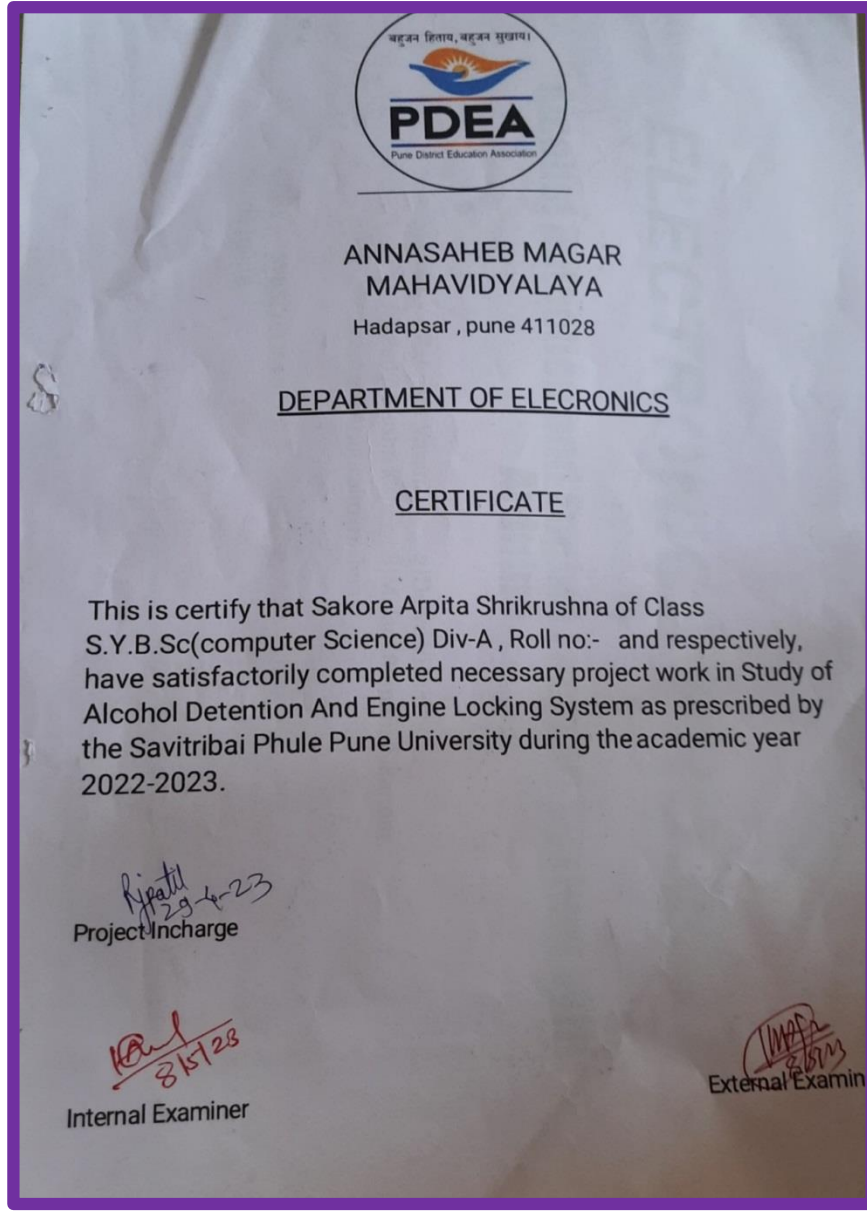 बहुजन हिताय, बहुजन सुखाय।
PDEA
Pune District Education Association
ANNASAHEB MAGAR
MAHAVIDYALAYA
Hadapsar , pune 411028
DEPARTMENT OF ELECRONICS
CERTIFICATE
This is certify that Sakore Arpita Shrikrushna of Class
S.Y.B.Sc(computer Science) Div-A , Roll no:- and respectively,
have satisfactorily completed necessary project work in Study of
Alcohol Detention And Engine Locking System as prescribed by
the Savitribai Phule Pune University during the academic year
2022-2023.
Rjpatil
29-4-23
Project Incharge
8/5/23
Internal Examiner
8/5/23
External Examin